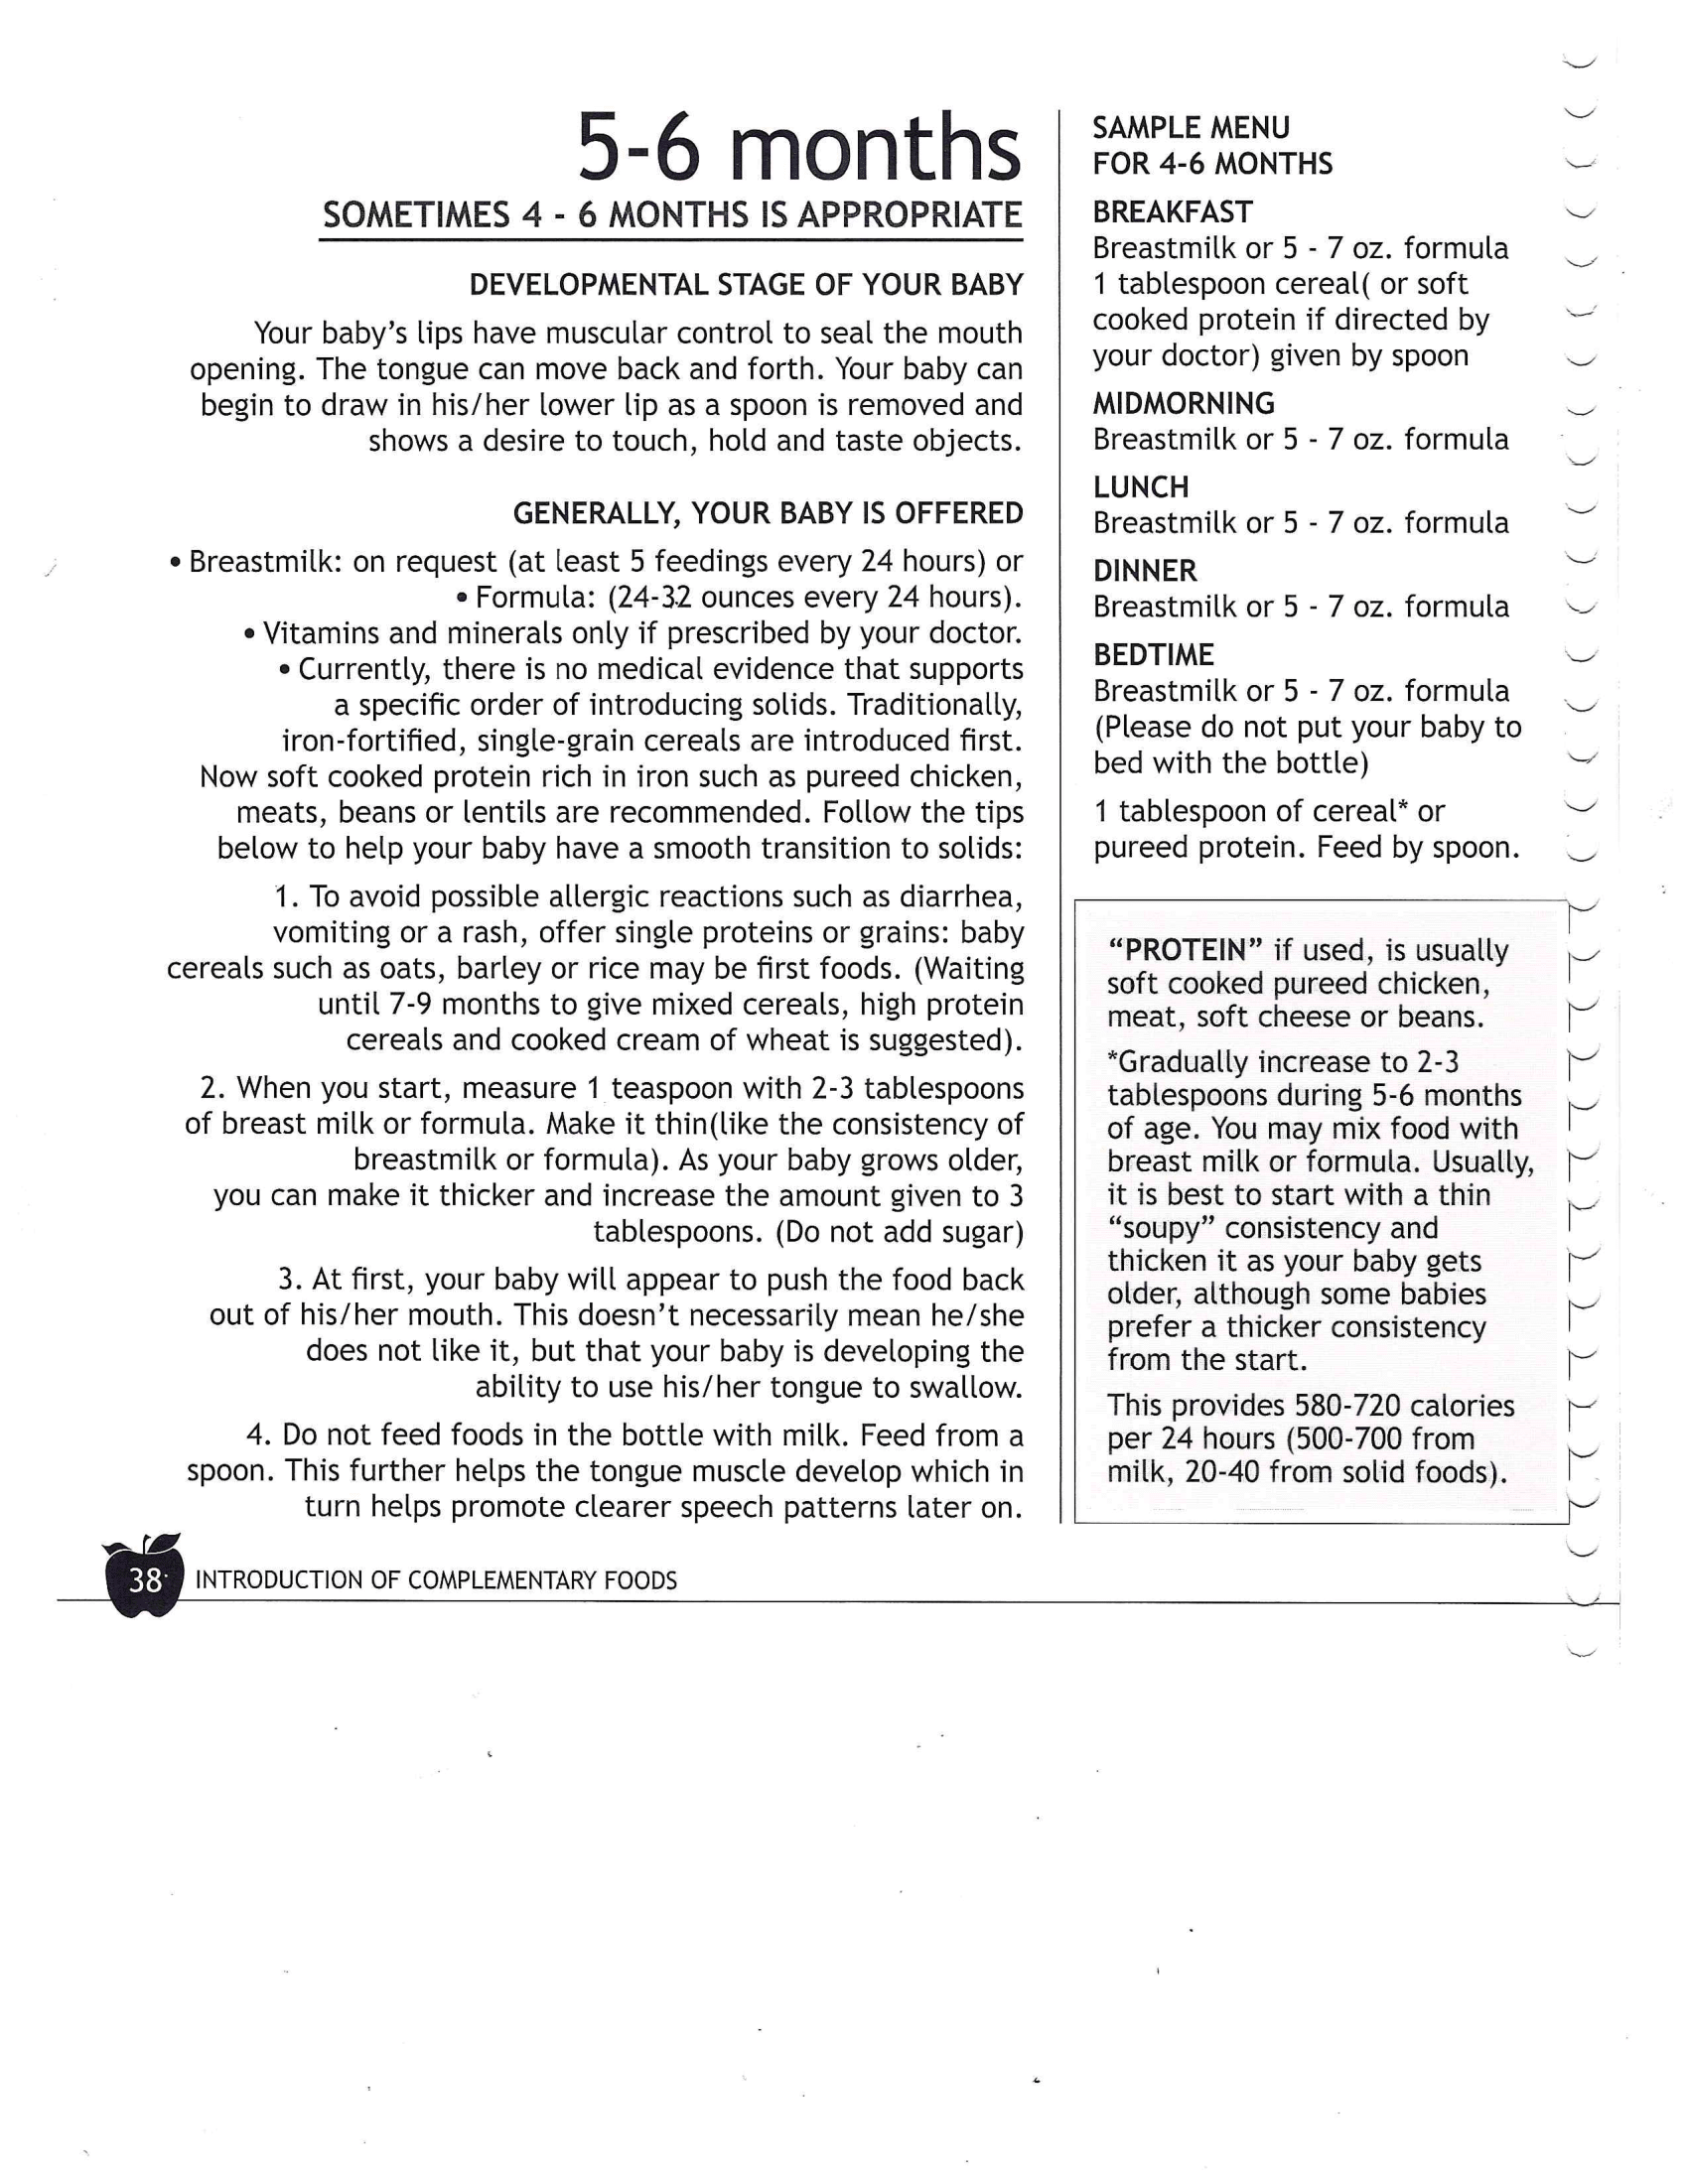 5-6 months
SOMETIMES 4 - 6 MONTHS IS APPROPRIATE
DEVELOPMENTAL STAGE OF YOUR BABY
Your baby's lips have muscular control to seal the mouth
opening. The tongue can move back and forth. Your baby can
begin to draw in his/her lower lip as a spoon is removed and
shows a desire to touch, hold and taste objects.
GENERALLY, YOUR BABY IS OFFERED
• Breastmilk: on request (at least 5 feedings every 24 hours) or
• Formula: (24-32 ounces every 24 hours).
• Vitamins and minerals only if prescribed by your doctor.
• Currently, there is no medical evidence that supports
a specific order of introducing solids. Traditionally,
iron-fortified, single-grain cereals are introduced first.
Now soft cooked protein rich in iron such as pureed chicken,
meats, beans or lentils are recommended. Follow the tips
below to help your baby have a smooth transition to solids:
1. To avoid possible allergic reactions such as diarrhea,
vomiting or a rash, offer single proteins or grains: baby
cereals such as oats, barley or rice may be first foods. (Waiting
until 7-9 months to give mixed cereals, high protein
cereals and cooked cream of wheat is suggested).
2. When you start, measure 1 teaspoon with 2-3 tablespoons
of breast milk or formula. Make it thin(like the consistency of
breastmilk or formula). As your baby grows older,
you can make it thicker and increase the amount given to 3
tablespoons. (Do not add sugar)
3. At first, your baby will appear to push the food back
out of his/her mouth. This doesn't necessarily mean he/she
does not like it, but that your baby is developing the
ability to use his/her tongue to swallow.
4. Do not feed foods in the bottle with milk. Feed from a
spoon. This further helps the tongue muscle develop which in
turn helps promote clearer speech patterns later on.
SAMPLE MENU
FOR 4-6 MONTHS
BREAKFAST
Breastmilk or 5 - 7 oz. formula
1 tablespoon cereal( or soft
cooked protein if directed by
your doctor) given by spoon
MIDMORNING
Breastmilk or 5 - 7 oz. formula
LUNCH
Breastmilk or 5 - 7 oz. formula
DINNER
Breastmilk or 5 - 7 oz. formula
BEDTIME
Breastmilk or 5 - 7 oz. formula
(Please do not put your baby to
bed with the bottle)
1 tablespoon of cereal* or
pureed protein. Feed by spoon.
"PROTEIN" if used, is usually
soft cooked pureed chicken,
meat, soft cheese or beans.
*Gradually increase to 2-3
tablespoons during 5-6 months
of age. You may mix food with
breast milk or formula. Usually,
it is best to start with a thin
"soupy" consistency and
thicken it as your baby gets
older, although some babies
prefer a thicker consistency
from the start.
This provides 580-720 calories
per 24 hours (500-700 from
milk, 20-40 from solid foods).
38 INTRODUCTION OF COMPLEMENTARY FOODS